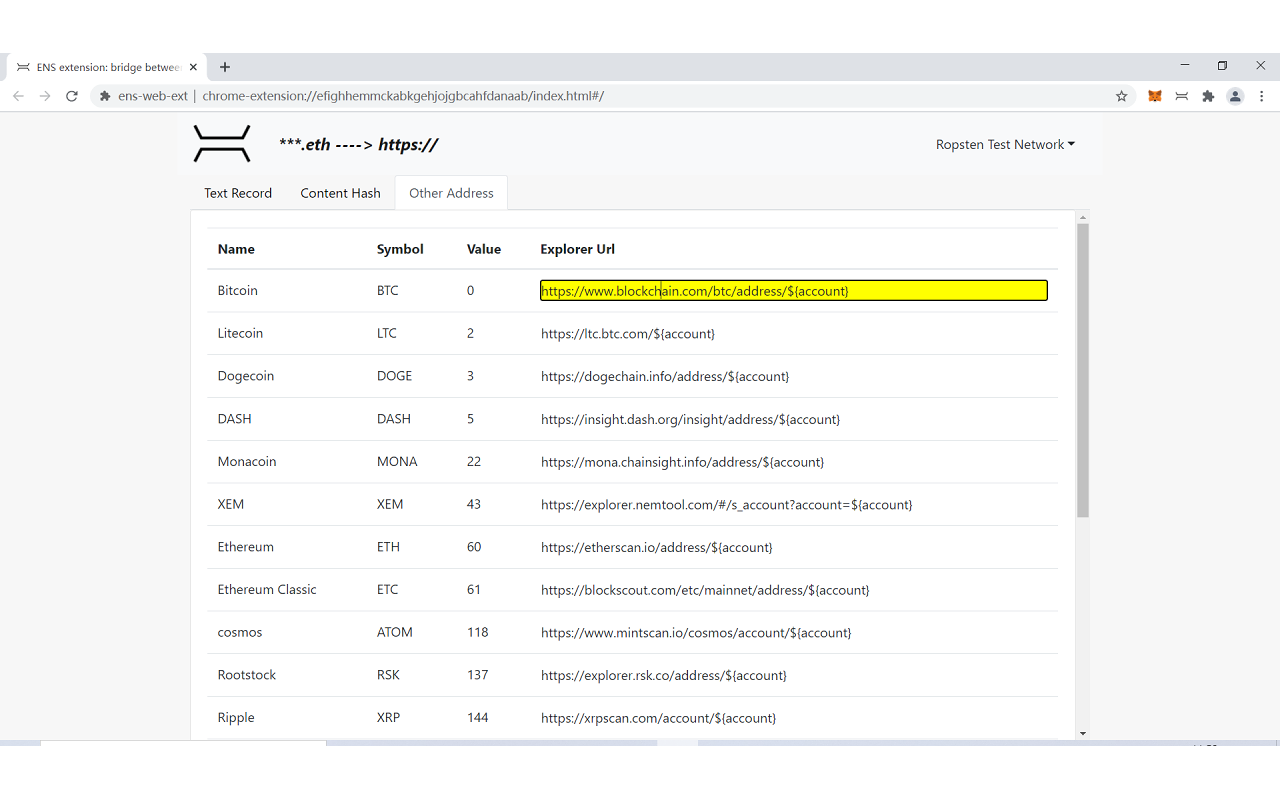 ENS extension: bridge betwee
ens-web-ext | chrome-extension://efighhemmckabkgehjojgbcahfdanaab/index.html#/
***.eth ----> https://
Ropsten Test Network
Text Record Content Hash Other Address
Name Symbol Value Explorer Url
Bitcoin BTC 0 https://www.blockchain.com/btc/address/${account}
Litecoin LTC 2 https://ltc.btc.com/${account}
Dogecoin DOGE 3 https://dogechain.info/address/${account}
DASH DASH 5 https://insight.dash.org/insight/address/${account}
Monacoin MONA 22 https://mona.chainsight.info/address/${account}
XEM XEM 43 https://explorer.nemtool.com/#/s_account?account=${account}
Ethereum ETH 60 https://etherscan.io/address/${account}
Ethereum Classic ETC 61 https://blockscout.com/etc/mainnet/address/${account}
cosmos ATOM 118 https://www.mintscan.io/cosmos/account/${account}
Rootstock RSK 137 https://explorer.rsk.co/address/${account}
Ripple XRP 144 https://xrpscan.com/account/${account}